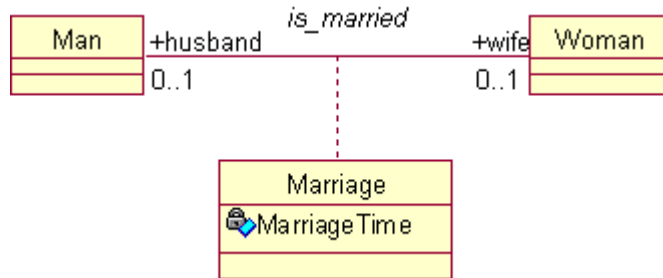 is_married
Man
+husband
+wife
Woman
0..1
0..1
Marriage
MarriageTime